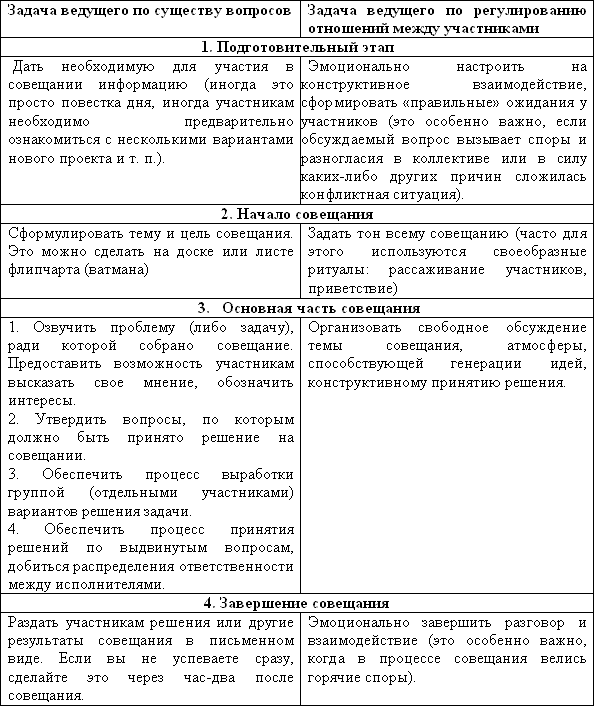 Задача ведущего по существу вопросов
Задача ведущего по регулированию
отношений между участниками
1. Подготовительный этап
Дать необходимую для участия в
совещании информацию (иногда это
просто повестка дня, иногда участникам
необходимо предварительно
ознакомиться с несколькими вариантами
нового проекта и т. п.).
Эмоционально настроить на
конструктивное взаимодействие,
сформировать «правильные» ожидания у
участников (это особенно важно, если
обсуждаемый вопрос вызывает споры и
разногласия в коллективе или в силу
каких-либо других причин сложилась
конфликтная ситуация).
2. Начало совещания
Сформулировать тему и цель совещания.
Это можно сделать на доске или листе
флипчарта (ватмана)
Задать тон всему совещанию (часто для
этого используются своеобразные
ритуалы: рассаживание участников,
приветствие)
3. Основная часть совещания
1. Озвучить проблему (либо задачу),
ради которой собрано совещание.
Предоставить возможность участникам
высказать свое мнение, обозначить
интересы.
2. Утвердить вопросы, по которым
должно быть принято решение на
совещании.
3. Обеспечить процесс выработки
группой (отдельными участниками)
вариантов решения задачи.
4. Обеспечить процесс принятия
решений по выдвинутым вопросам,
добиться распределения ответственности
между исполнителями.
Организовать свободное обсуждение
темы совещания, атмосферы,
способствующей генерации идей,
конструктивному принятию решения.
4. Завершение совещания
Раздать участникам решения или другие
результаты совещания в письменном
виде. Если вы не успеваете сразу,
сделайте это через час-два после
совещания.
Эмоционально завершить разговор и
взаимодействие (это особенно важно,
когда в процессе совещания велись
горячие споры).